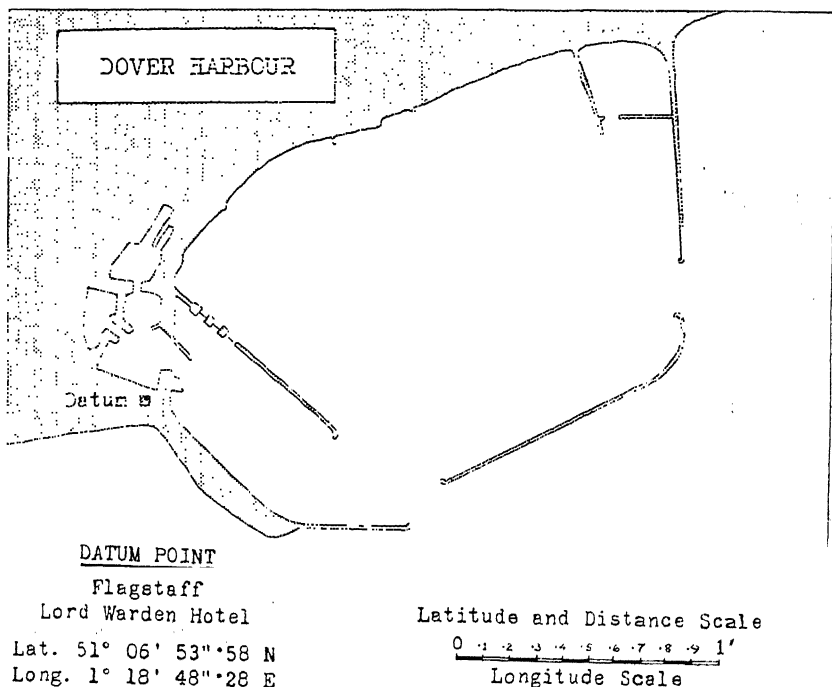 DOVER HARBOUR
Datum
DATUM POINT
Flagstaff
Lord Warden Hotel
Lat. 51° 06' 53"·58 N
Long. 1° 18' 48"·28 E
Latitude and Distance Scale
0 ·1 ·2 ·3 ·4 ·5 ·6 ·7 ·8 ·9 1'
Longitude Scale